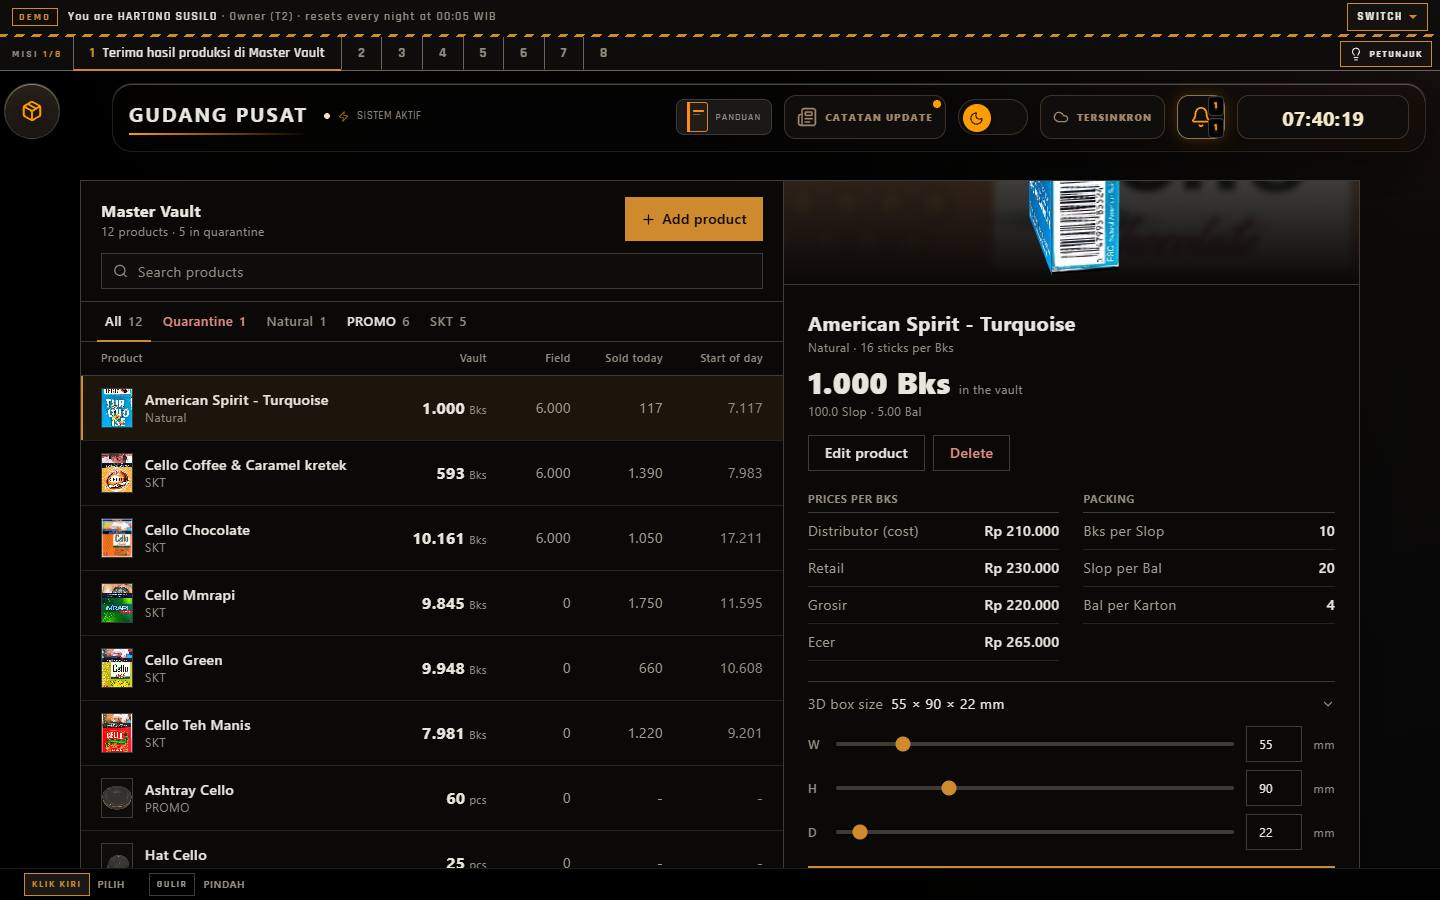 DEMO You are HARTONO SUSILO · Owner (T2) · resets every night at 00:05 WIB SWITCH
MISI 1/8 1 Terima hasil produksi di Master Vault 2 3 4 5 6 7 8 PETUNJUK
GUDANG PUSAT SISTEM AKTIF PANDUAN CATATAN UPDATE TERSINKRON 1 1 07:40:19
Master Vault
12 products · 5 in quarantine
+ Add product
Search products
All 12 Quarantine 1 Natural 1 PROMO 6 SKT 5
Product Vault Field Sold today Start of day
American Spirit - Turquoise
Natural
1.000 Bks 6.000 117 7.117
Cello Coffee & Caramel kretek
SKT
593 Bks 6.000 1.390 7.983
Cello Chocolate
SKT
10.161 Bks 6.000 1.050 17.211
Cello Mmrapi
SKT
9.845 Bks 0 1.750 11.595
Cello Green
SKT
9.948 Bks 0 660 10.608
Cello Teh Manis
SKT
7.981 Bks 0 1.220 9.201
Ashtray Cello
PROMO
60 pcs 0 - -
Hat Cello
25 pcs 0 - -
American Spirit - Turquoise
Natural · 16 sticks per Bks
1.000 Bks in the vault
100.0 Slop · 5.00 Bal
Edit product Delete
PRICES PER BKS
Distributor (cost) Rp 210.000
Retail Rp 230.000
Grosir Rp 220.000
Ecer Rp 265.000
PACKING
Bks per Slop 10
Slop per Bal 20
Bal per Karton 4
3D box size 55 × 90 × 22 mm
W 55 mm
H 90 mm
D 22 mm
KLIK KIRI PILIH GULIR PINDAH